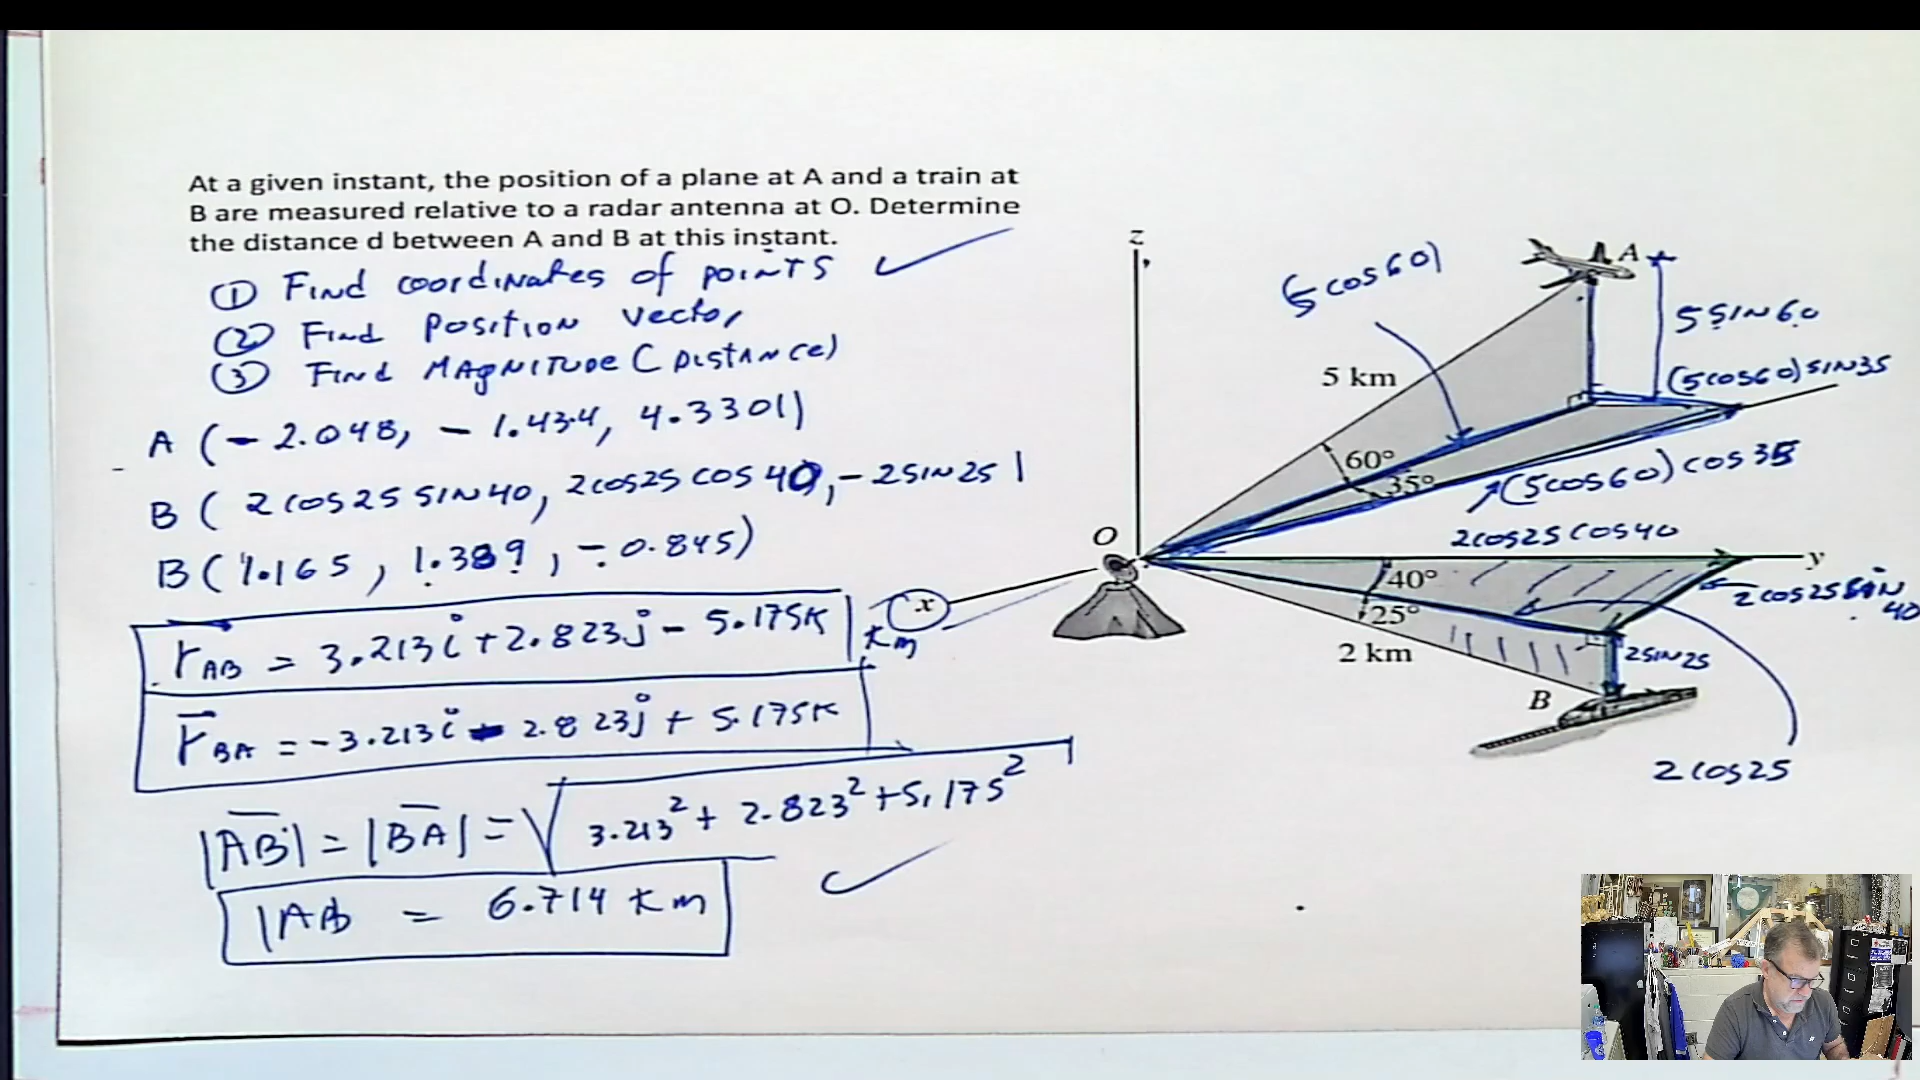 At a given instant, the position of a plane at A and a train at
B are measured relative to a radar antenna at O. Determine
the distance d between A and B at this instant.
① Find coordinates of points
② Find Position Vector
③ Find Magnitude (Distance)
A (-2.048, -1.434, 4.3301)
B (2cos25 sin40, 2cos25 cos40, -2sin25)
B (1.165, 1.389, -0.845)
rAB = 3.213i + 2.823j - 5.175k
km
rBA = -3.213i - 2.823j + 5.175k
|AB| = |BA| = √3.213² + 2.823² + 5.175²
|AB = 6.714 km
z
A
(5cos60)
5sin60
5 km
(5cos60) sin35
60°
35°
(5cos60) cos35
O
2cos25 cos40
y
40°
2cos25 sin40
x
25°
2 km
2sin25
B
2cos25